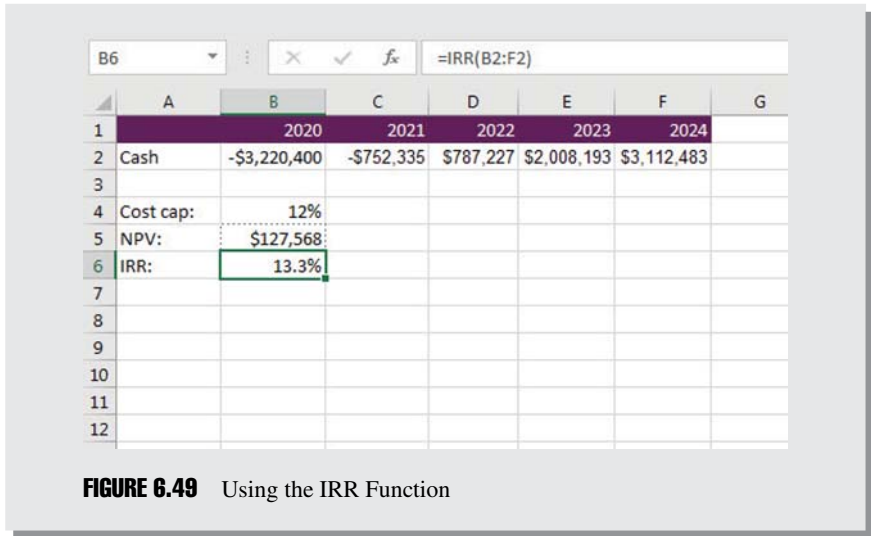 B6 fx =IRR(B2:F2)
A B C D E F G
1 2020 2021 2022 2023 2024
2 Cash -$3,220,400 -$752,335 $787,227 $2,008,193 $3,112,483
3
4 Cost cap: 12%
5 NPV: $127,568
6 IRR: 13.3%
7
8
9
10
11
12
FIGURE 6.49 Using the IRR Function